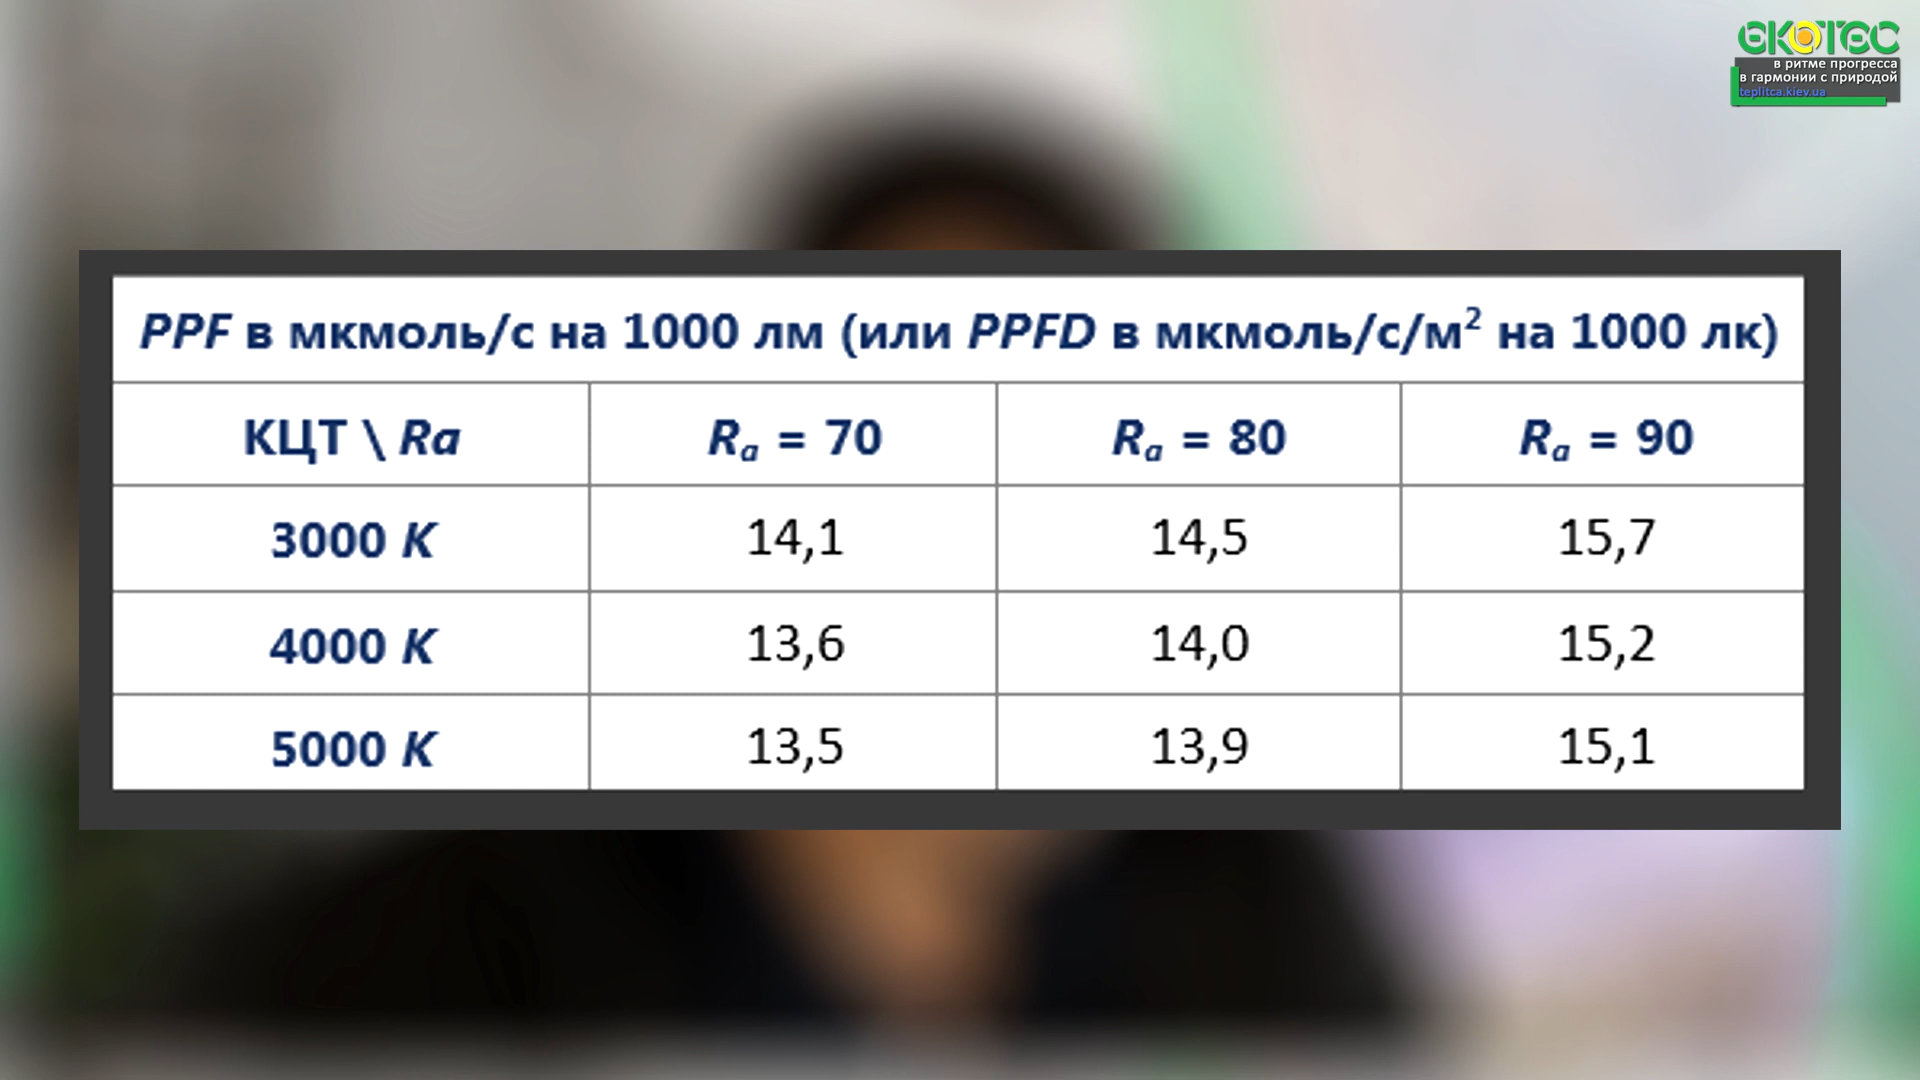 ЕКОТЕС
в ритме прогресса
в гармонии с природой
teplitca.kiev.ua
PPF в мкмоль/с на 1000 лм (или PPFD в мкмоль/с/м² на 1000 лк)
КЦТ \ Ra Ra = 70 Ra = 80 Ra = 90
3000 К 14,1 14,5 15,7
4000 К 13,6 14,0 15,2
5000 К 13,5 13,9 15,1